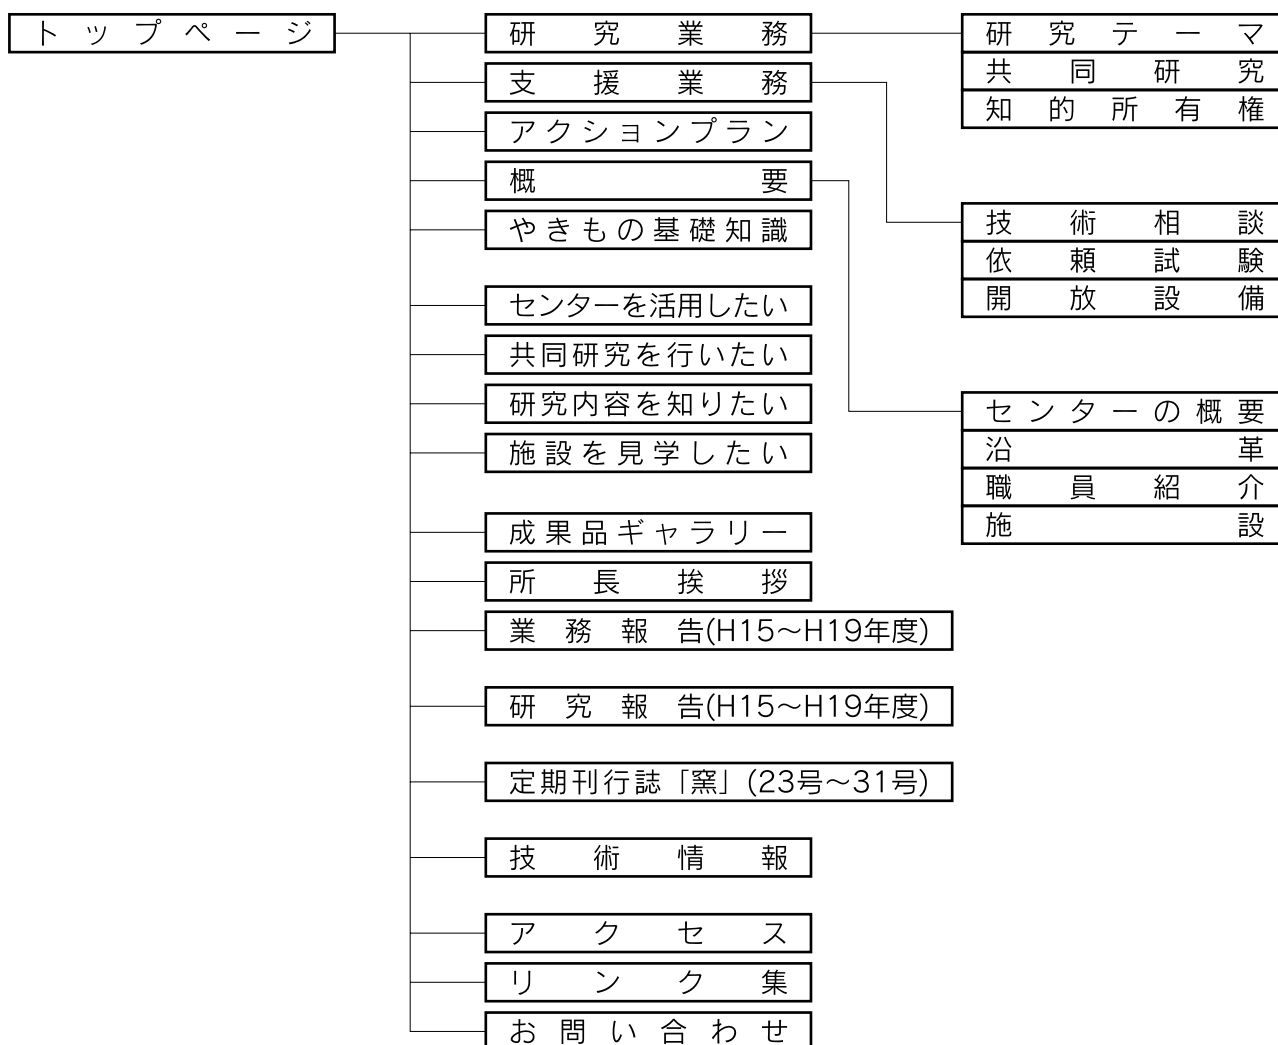 トップページ
研究業務
支援業務
アクションプラン
概要
やきもの基礎知識
センターを活用したい
共同研究を行いたい
研究内容を知りたい
施設を見学したい
成果品ギャラリー
所長挨拶
業務報告(H15～H19年度)
研究報告(H15～H19年度)
定期刊行誌「窯」(23号～31号)
技術情報
アクセス
リンク集
お問い合わせ
研究テーマ
共同研究
知的所有権
技術相談
依頼試験
開放設備
センターの概要
沿革
職員紹介
施設